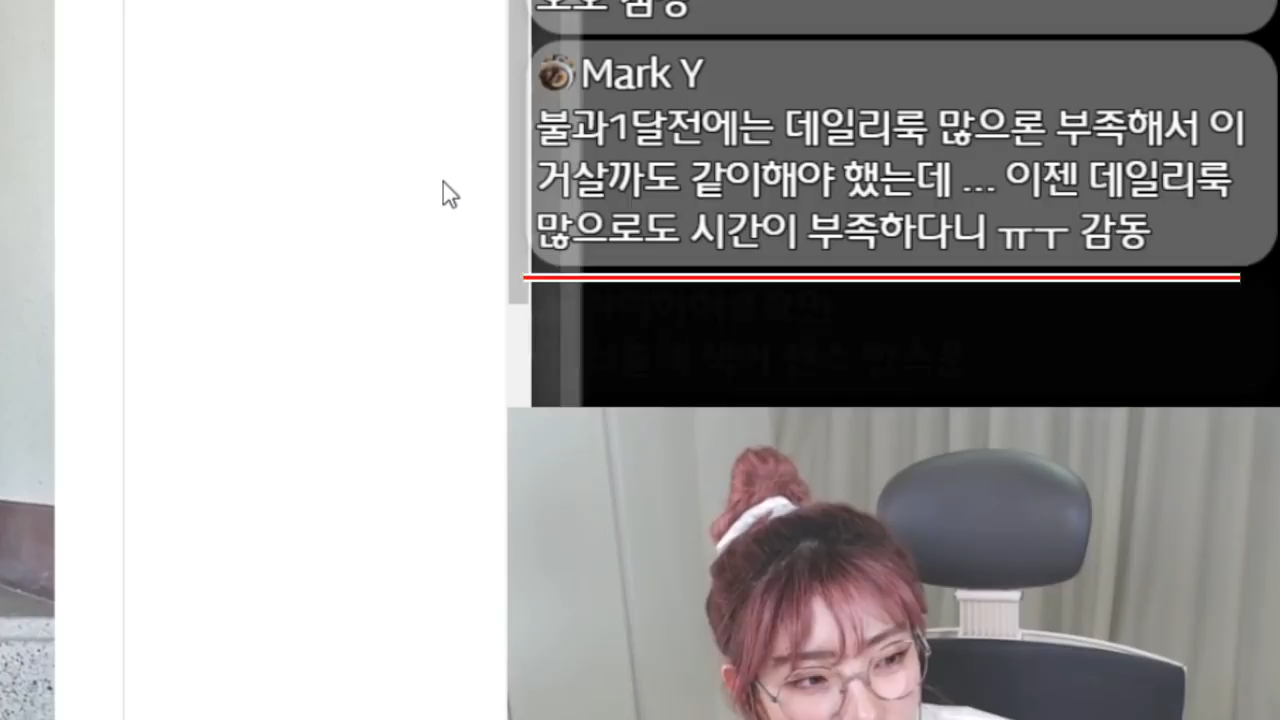 Mark Y
불과1달전에는 데일리룩 많으론 부족해서 이
거살까도 같이해야 했는데 ... 이젠 데일리룩
많으로도 시간이 부족하다니 ㅠㅜ 감동